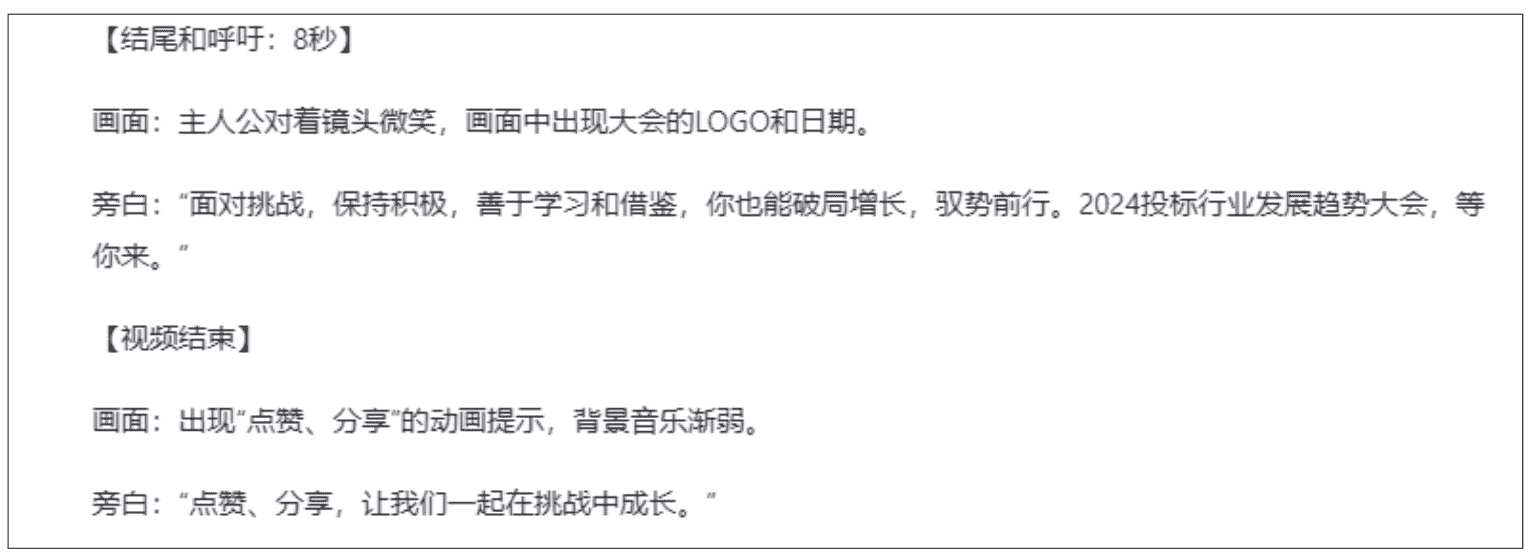 【结尾和呼吁：8秒】
画面：主人公对着镜头微笑，画面中出现大会的LOGO和日期。
旁白：“面对挑战，保持积极，善于学习和借鉴，你也能破局增长，驭势前行。2024投标行业发展趋势大会，等
你来。”
【视频结束】
画面：出现“点赞、分享”的动画提示，背景音乐渐弱。
旁白：“点赞、分享，让我们一起在挑战中成长。”